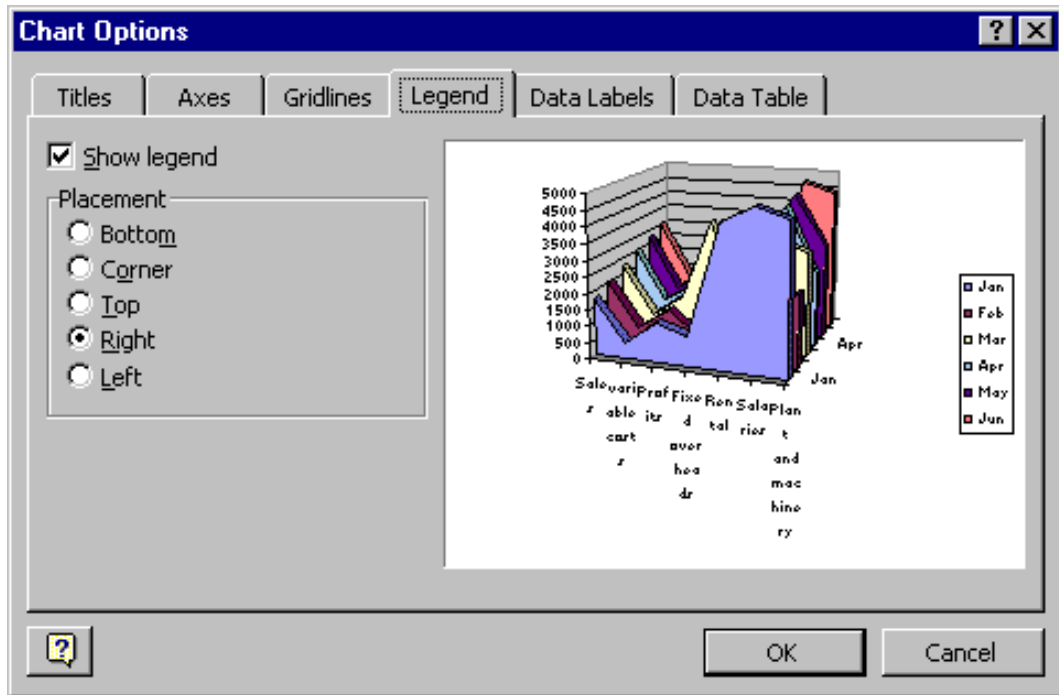 Chart Options
Titles Axes Gridlines Legend Data Labels Data Table
Show legend
Placement
Bottom
Corner
Top
Right
Left
5000
4500
4000
3500
3000
2500
2000
1500
1000
500
0
Jan
Feb
Mar
Apr
May
Jun
Apr
Jan
Sale
s
vari
able
cost
s
Prof
its
Fixe
d
over
hea
ds
Ren
tal
Sala
ries
Plan
t
and
mac
hine
ry
OK Cancel